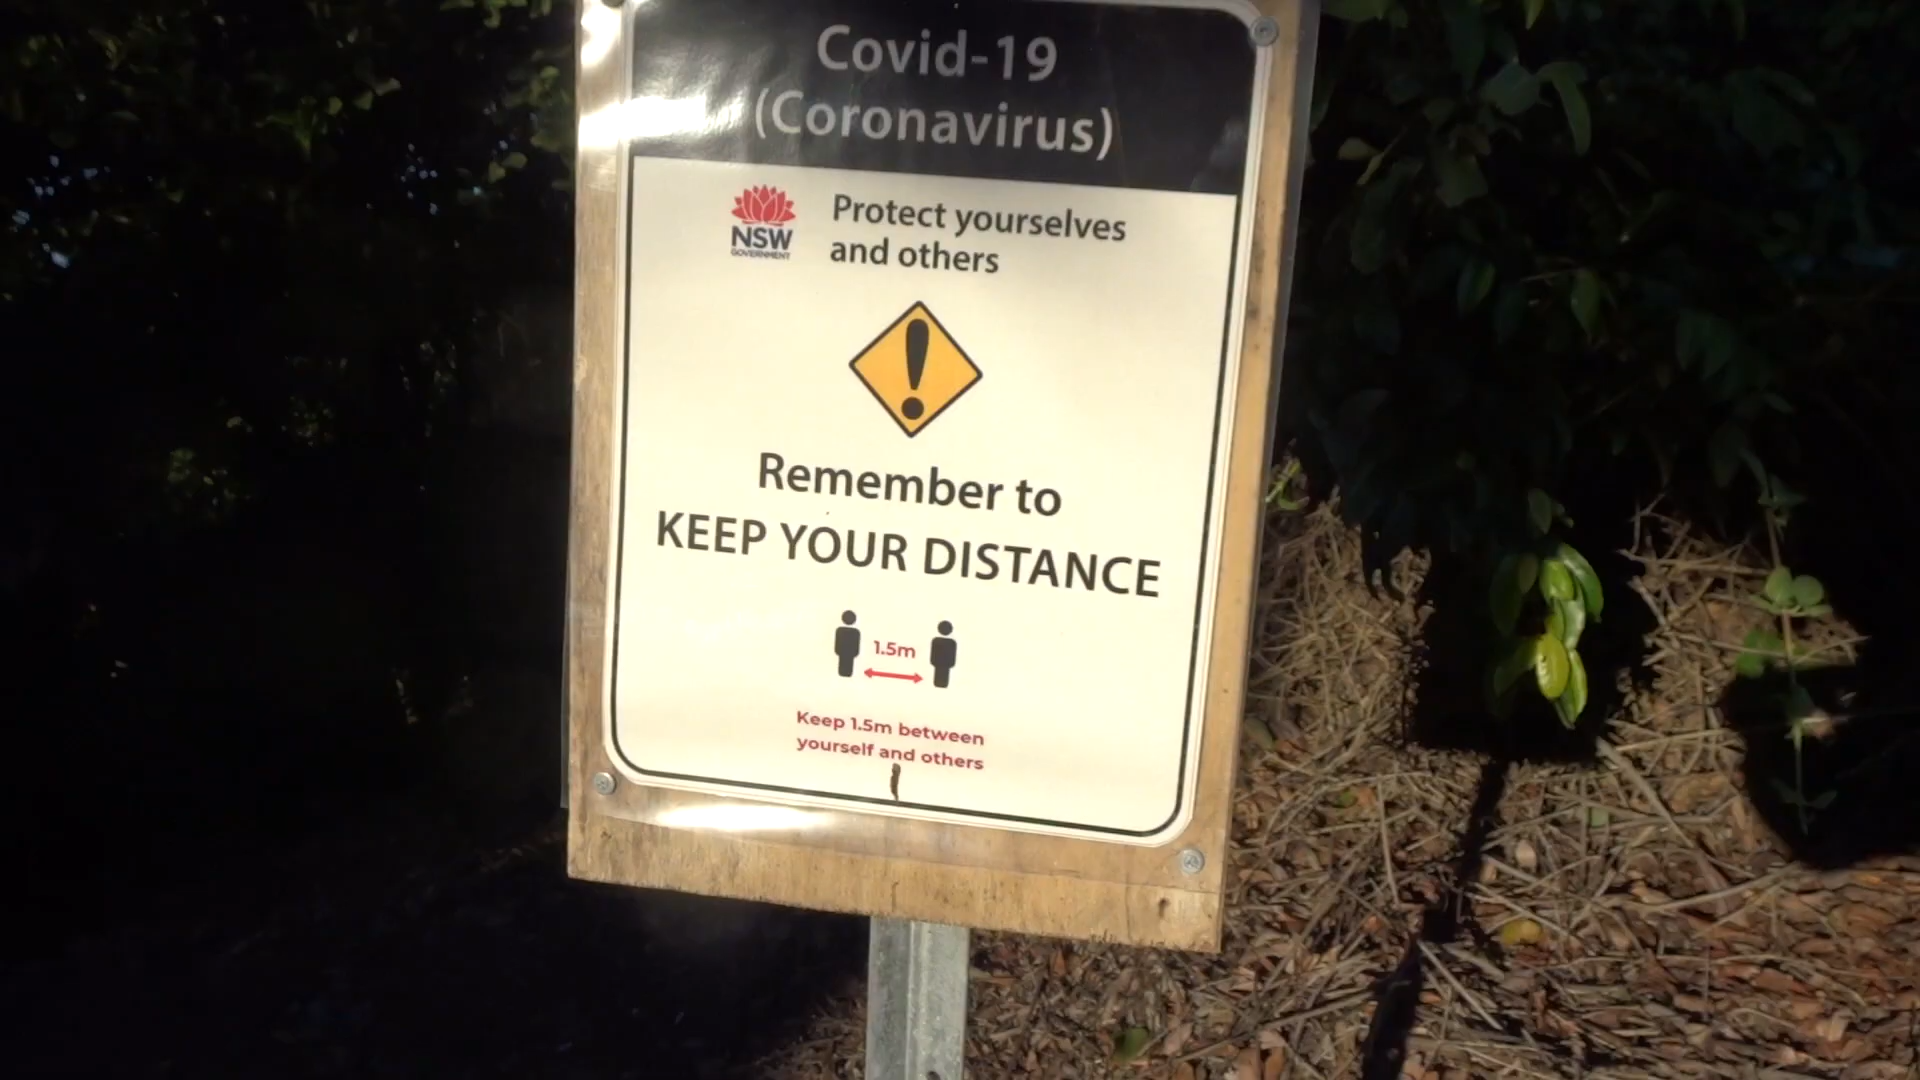 Covid-19
(Coronavirus)
NSW
GOVERNMENT
Protect yourselves
and others
Remember to
KEEP YOUR DISTANCE
1.5m
Keep 1.5m between
yourself and others